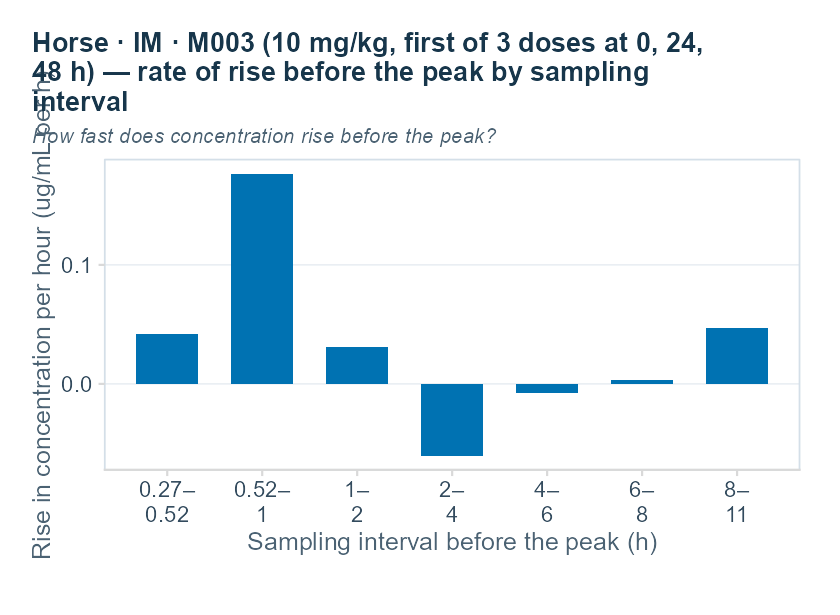 Horse · IM · M003 (10 mg/kg, first of 3 doses at 0, 24,
48 h) — rate of rise before the peak by sampling
interval
How fast does concentration rise before the peak?
Rise in concentration per hour (ug/mL per h)
0.1
0.0
0.27–
0.52
0.52–
1
1–
2
2–
4
4–
6
6–
8
8–
11
Sampling interval before the peak (h)